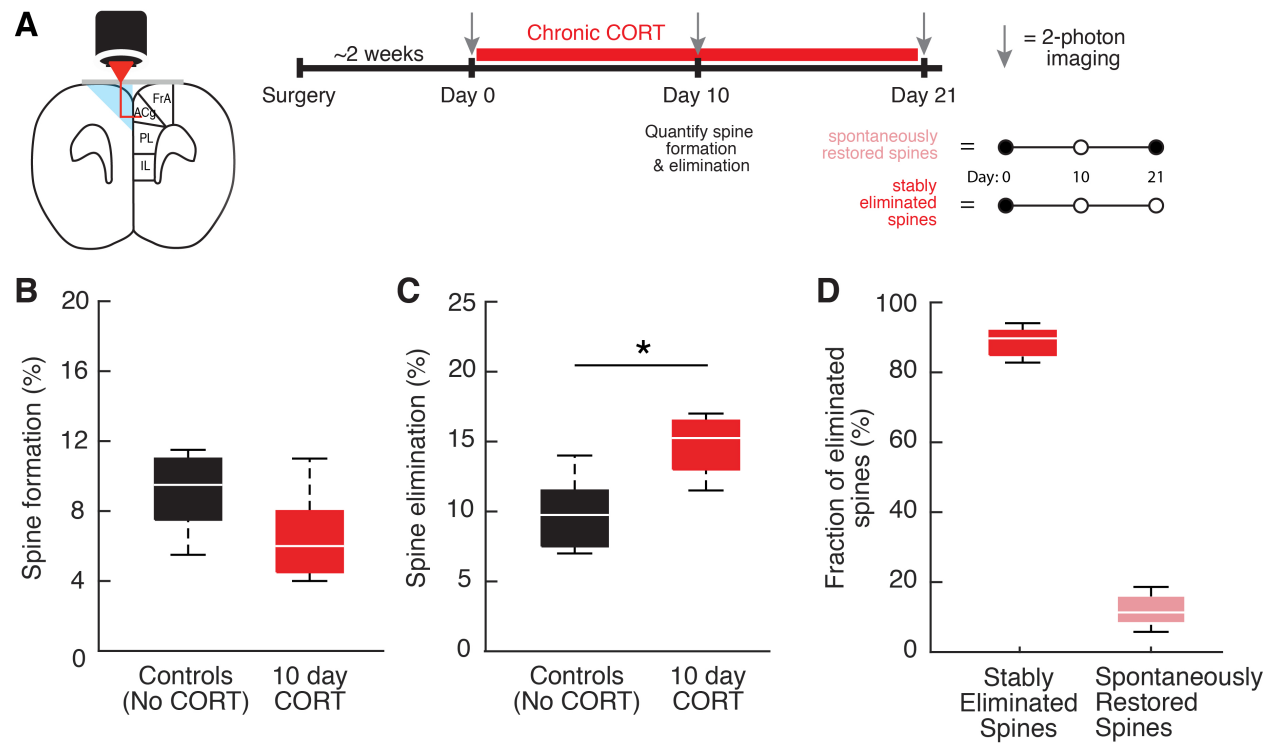 A
FrA
ACg
PL
IL
~2 weeks
Chronic CORT
Surgery
Day 0
Day 10
Day 21
= 2-photon
imaging
Quantify spine
formation
& elimination
spontaneously
restored spines
=
Day: 0
10
21
stably
eliminated
spines
=
B
20
16
12
8
4
0
Spine formation (%)
Controls
(No CORT)
10 day
CORT
C
25
20
15
10
5
0
Spine elimination (%)
*
Controls
(No CORT)
10 day
CORT
D
100
80
60
40
20
0
Fraction of eliminated
spines (%)
Stably
Eliminated
Spines
Spontaneously
Restored
Spines